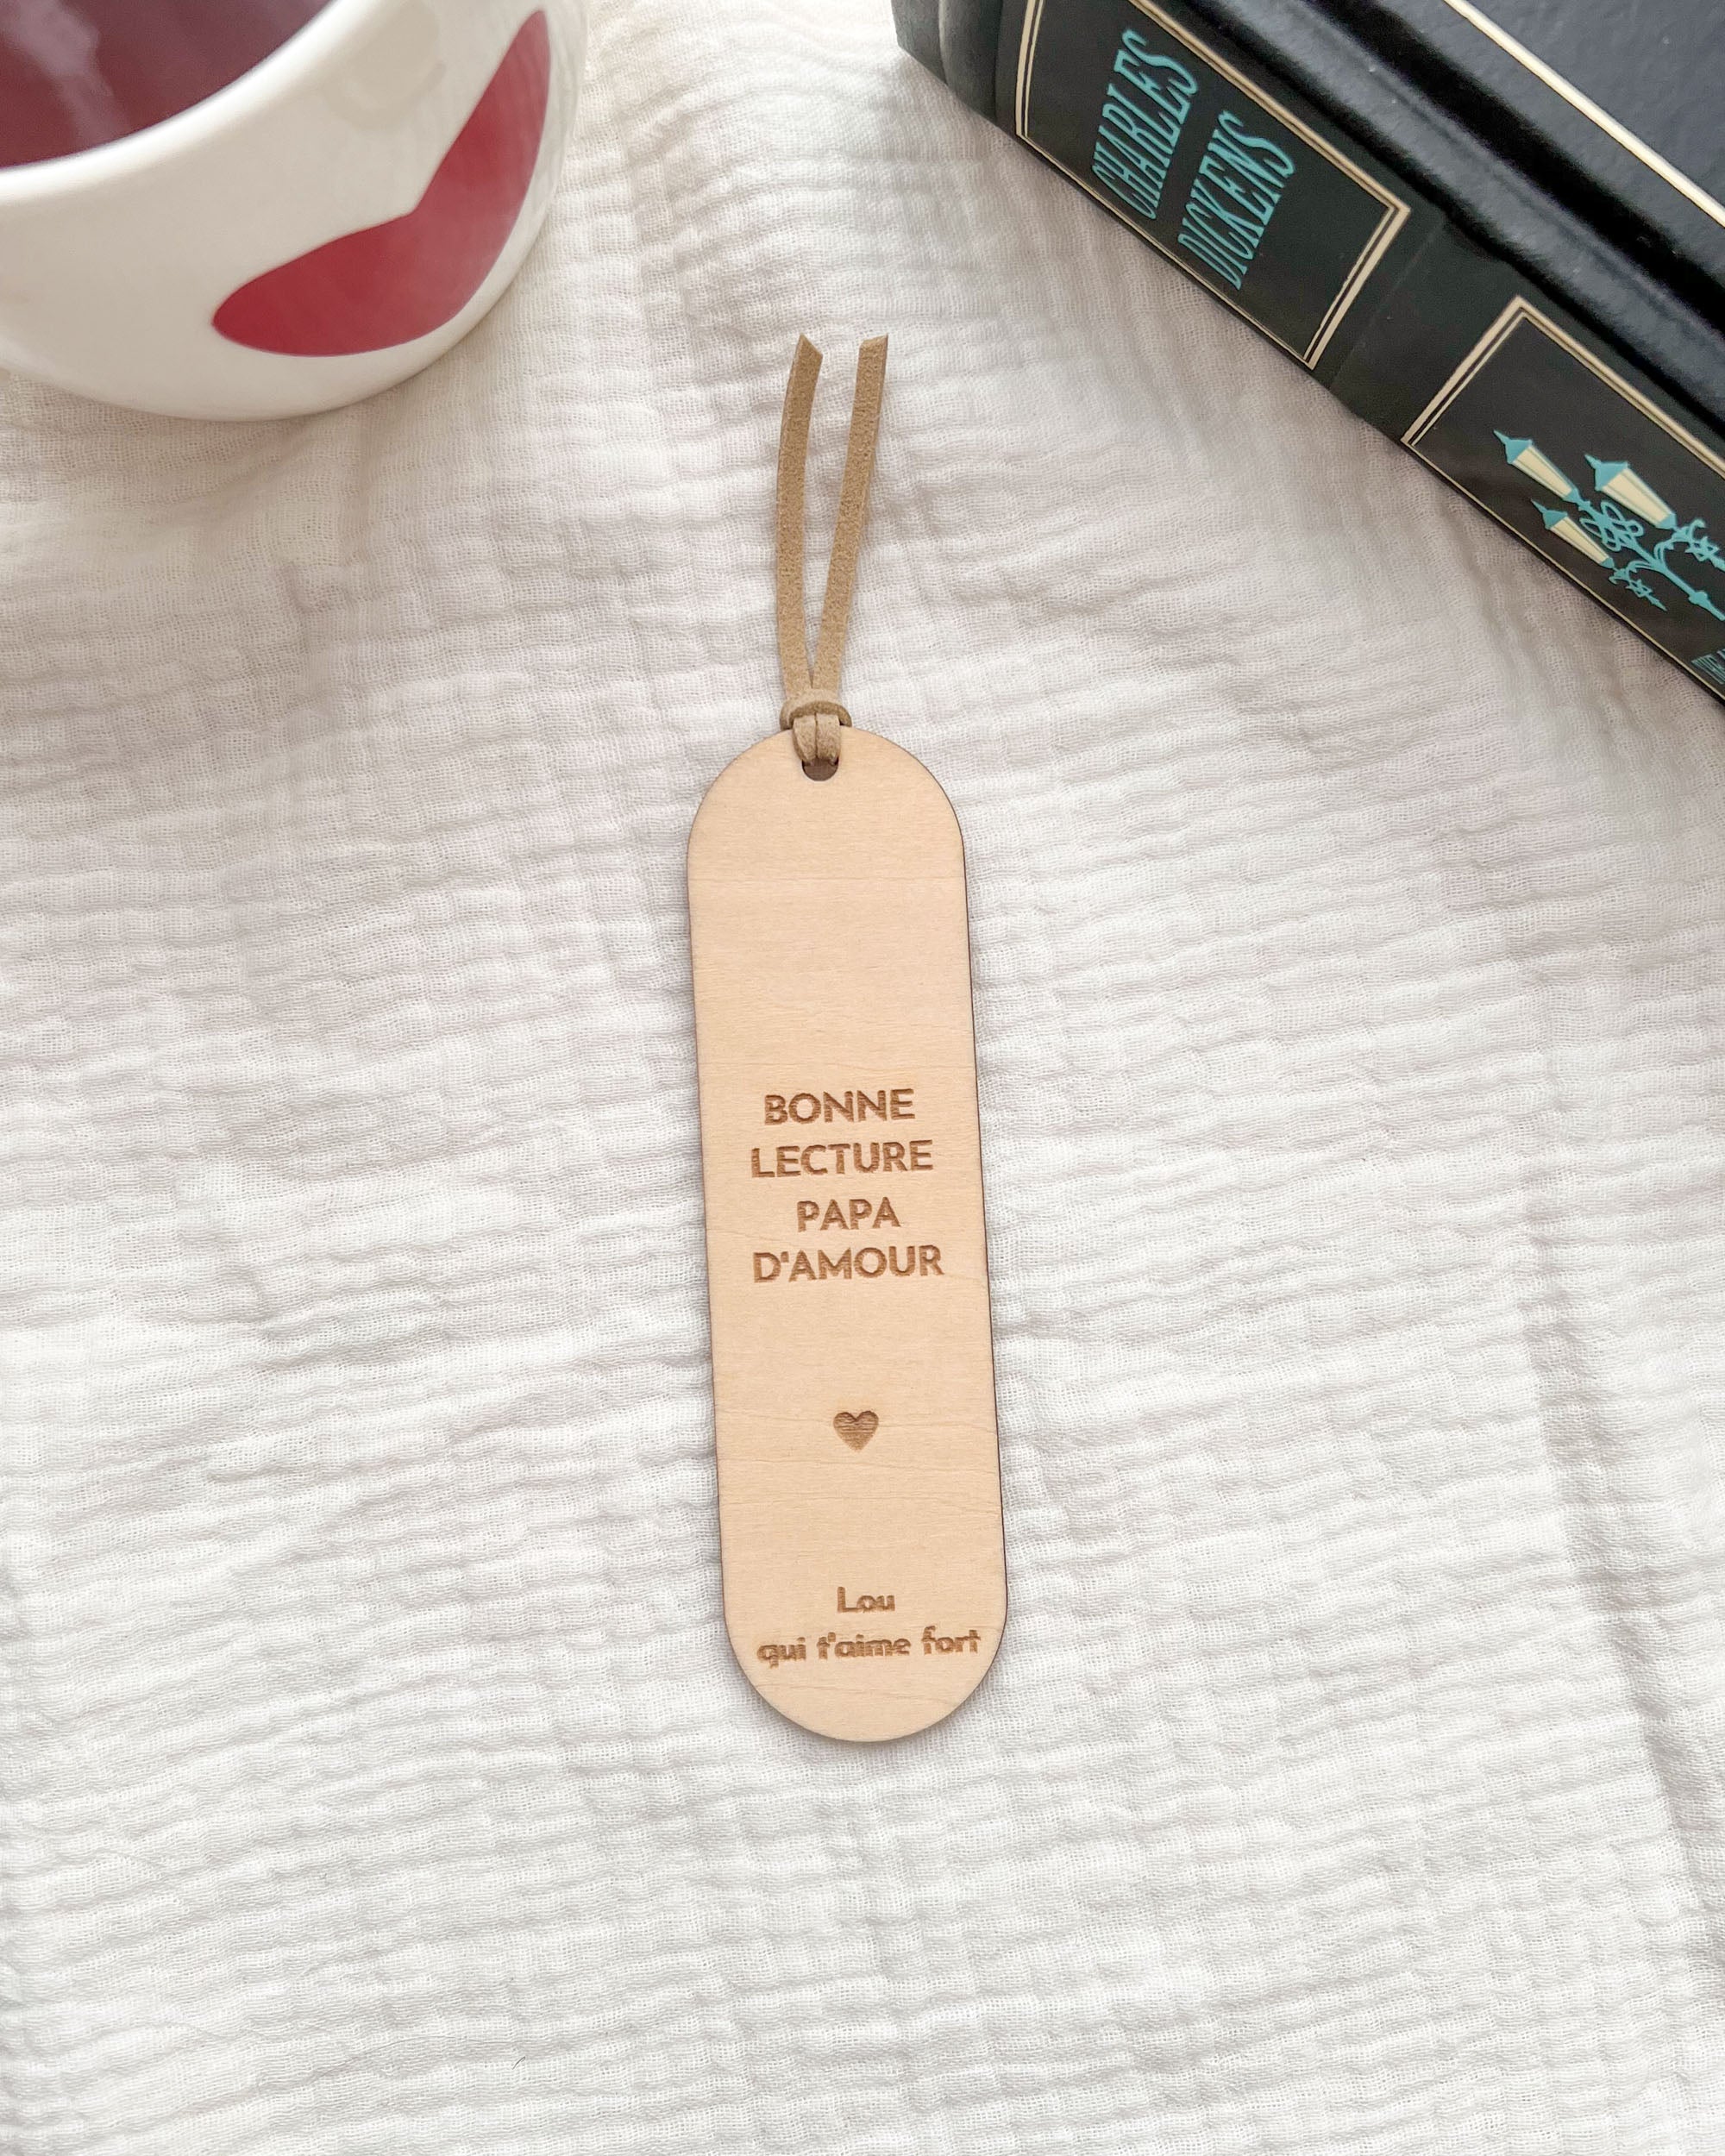 CHARLES
DICKENS
BONNE
LECTURE
PAPA
D'AMOUR
Lou
qui t'aime fort